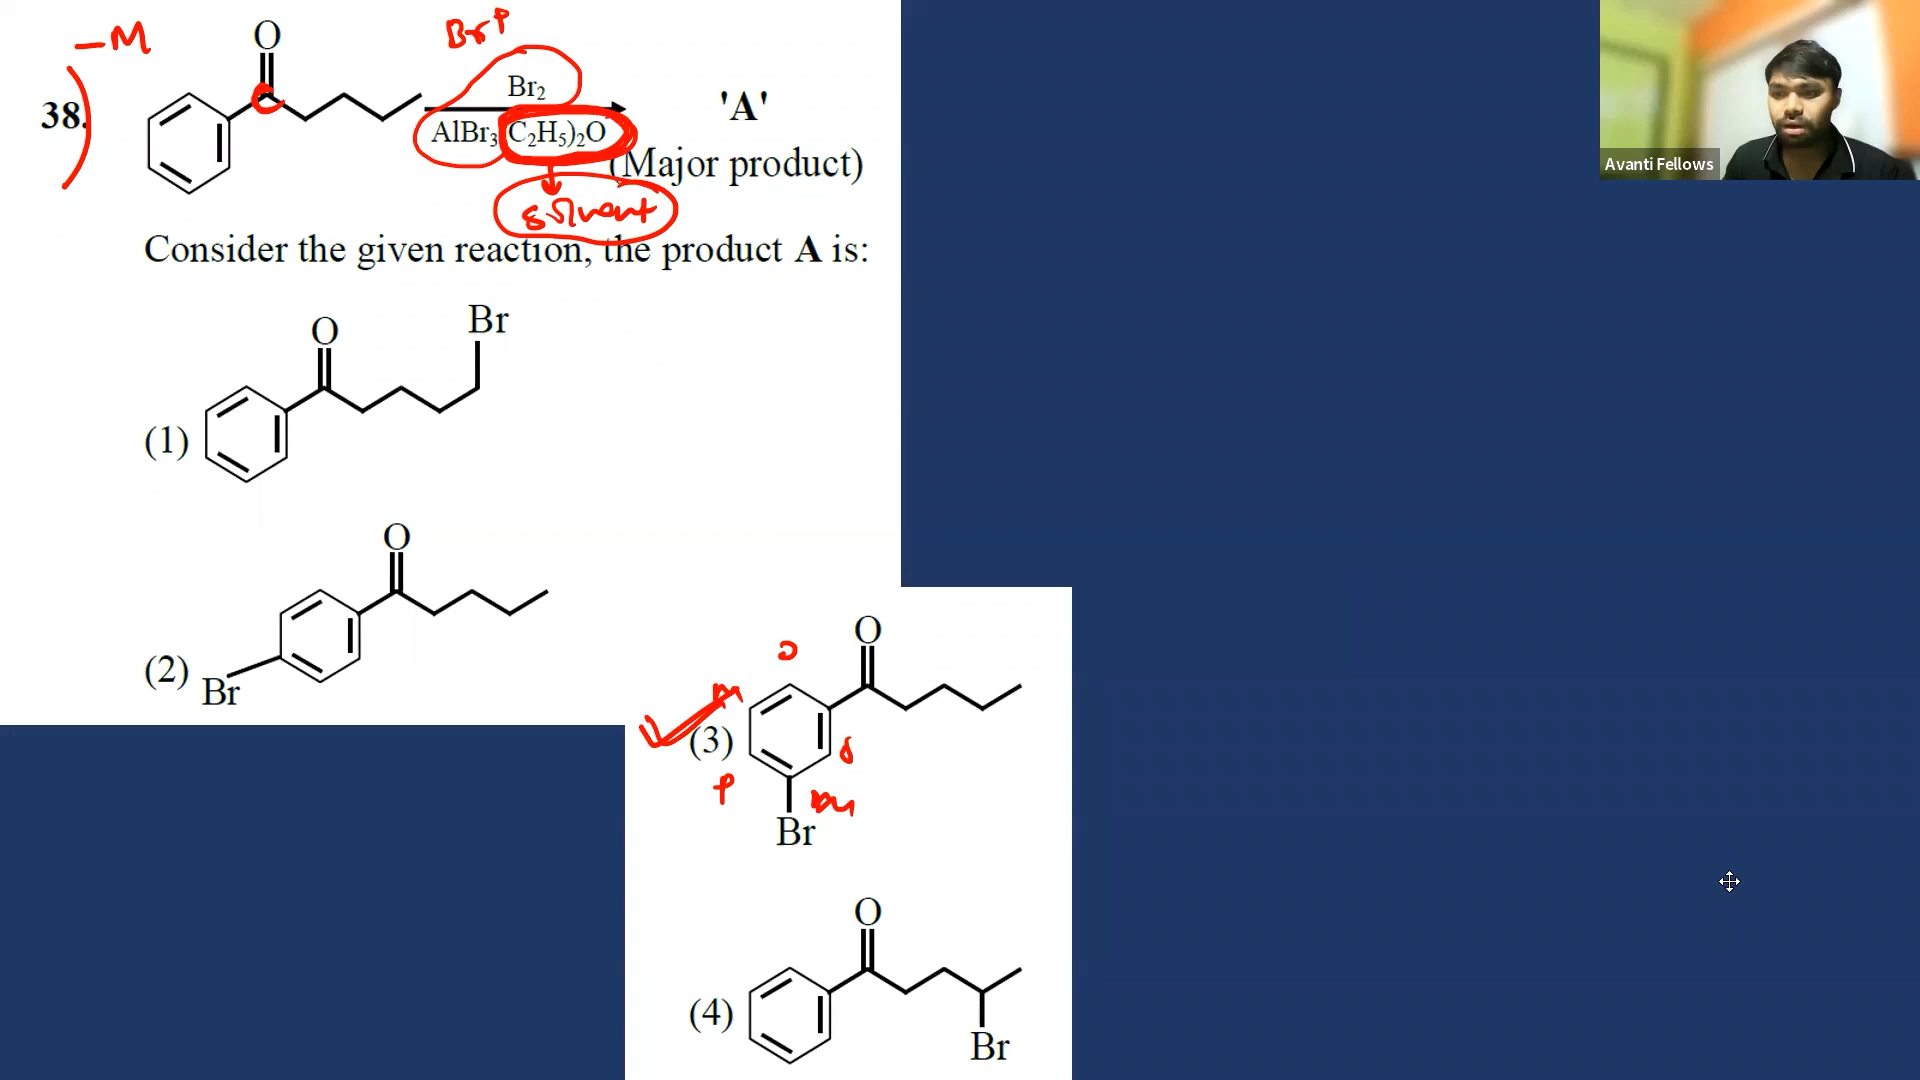 -M
O
Br⊕
Br2
38.
AlBr3 (C2H5)2O
'A'
(Major product)
solvent
Consider the given reaction, the product A is:
O
Br
(1)
O
(2)
Br
O
o
m
(3)
o
p
m
Br
O
(4)
Br
Avanti Fellows